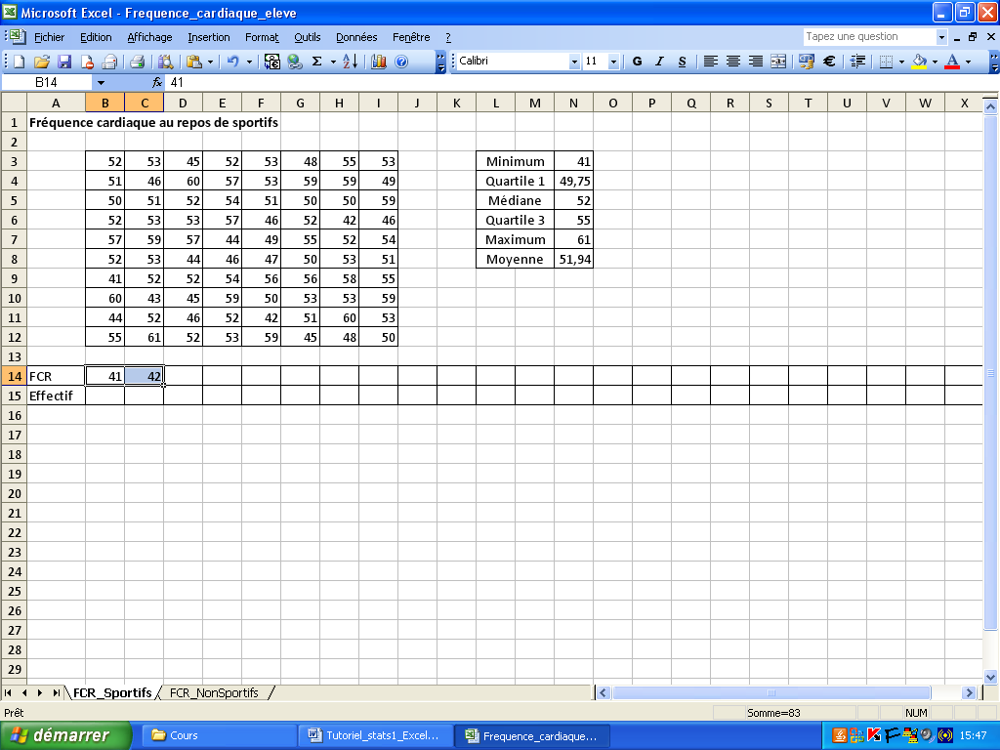 Microsoft Excel - Frequence_cardiaque_eleve
Fichier Edition Affichage Insertion Format Outils Données Fenêtre ? Tapez une question
Calibri 11 G I S
B14 fx 41
A B C D E F G H I J K L M N O P Q R S T U V W X
1 Fréquence cardiaque au repos de sportifs
2
3 52 53 45 52 53 48 55 53 Minimum 41
4 51 46 60 57 53 59 59 49 Quartile 1 49,75
5 50 51 52 54 51 50 50 59 Médiane 52
6 52 53 53 57 46 52 42 46 Quartile 3 55
7 57 59 57 44 49 55 52 54 Maximum 61
8 52 53 44 46 47 50 53 51 Moyenne 51,94
9 41 52 52 54 56 56 58 55
10 60 43 45 59 50 53 53 59
11 44 52 46 52 42 51 60 53
12 55 61 52 53 59 45 48 50
13
14 FCR 41 42
15 Effectif
16
17
18
19
20
21
22
23
24
25
26
27
28
29
FCR_Sportifs FCR_NonSportifs
Prêt Somme=83 NUM
démarrer Cours Tutoriel_stats1_Excel... Frequence_cardiaque... 15:47